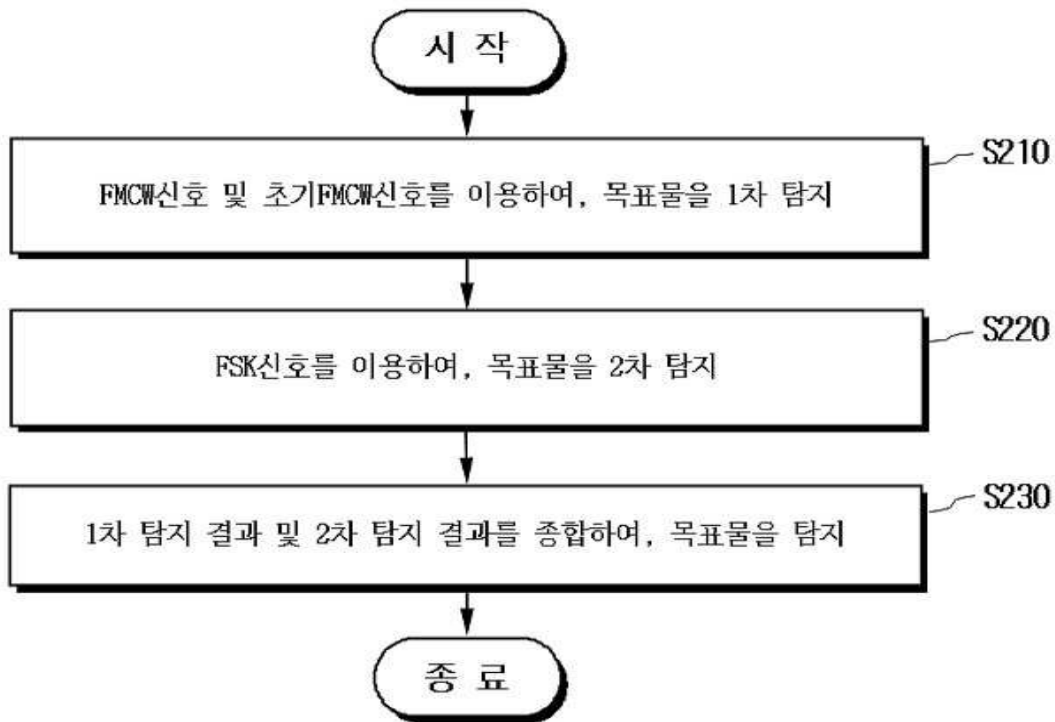 시 작
S210
FMCW신호 및 초기FMCW신호를 이용하여, 목표물을 1차 탐지
S220
FSK신호를 이용하여, 목표물을 2차 탐지
S230
1차 탐지 결과 및 2차 탐지 결과를 종합하여, 목표물을 탐지
종 료